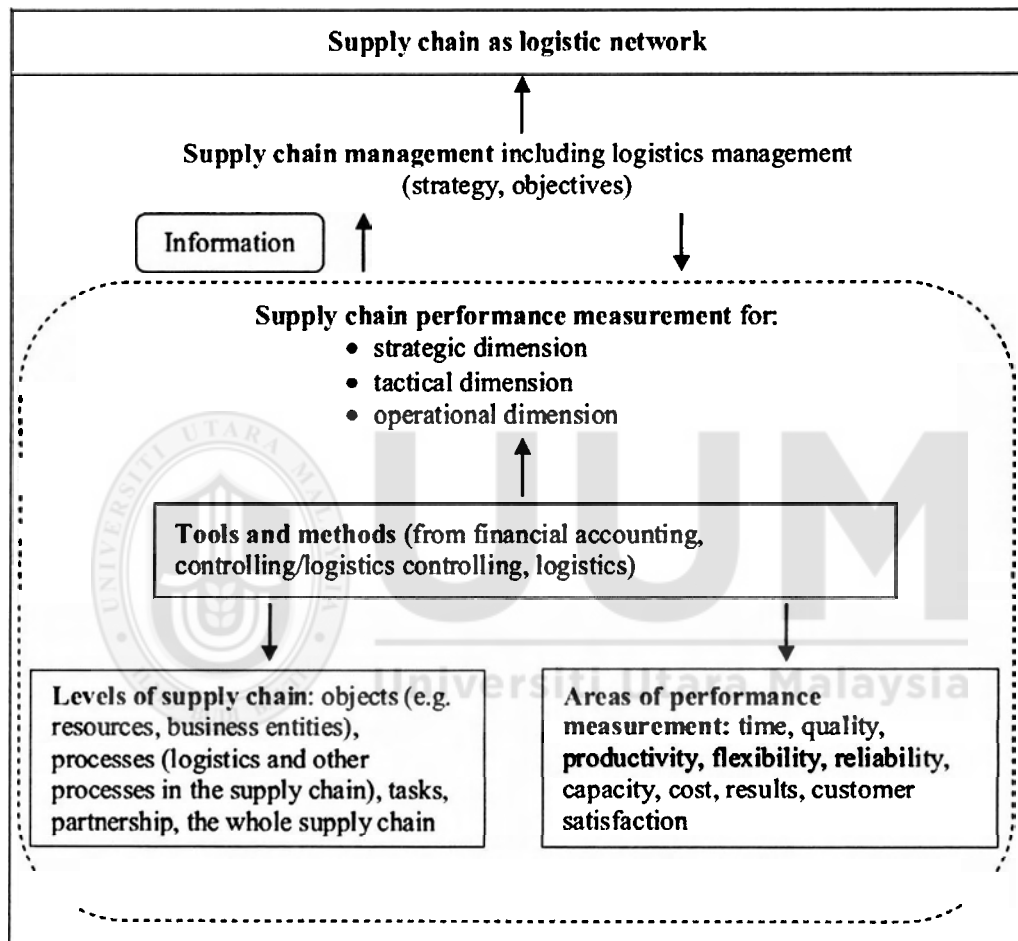 Supply chain as logistic network
Supply chain management including logistics management
(strategy, objectives)
Information
Supply chain performance measurement for:
• strategic dimension
• tactical dimension
• operational dimension
Tools and methods (from financial accounting,
controlling/logistics controlling, logistics)
Levels of supply chain: objects (e.g.
resources, business entities),
processes (logistics and other
processes in the supply chain), tasks,
partnership, the whole supply chain
Areas of performance
measurement: time, quality,
productivity, flexibility, reliability,
capacity, cost, results, customer
satisfaction
UNIVERSITI UTARA MALAYSIA
UUM
Universiti Utara Malaysia